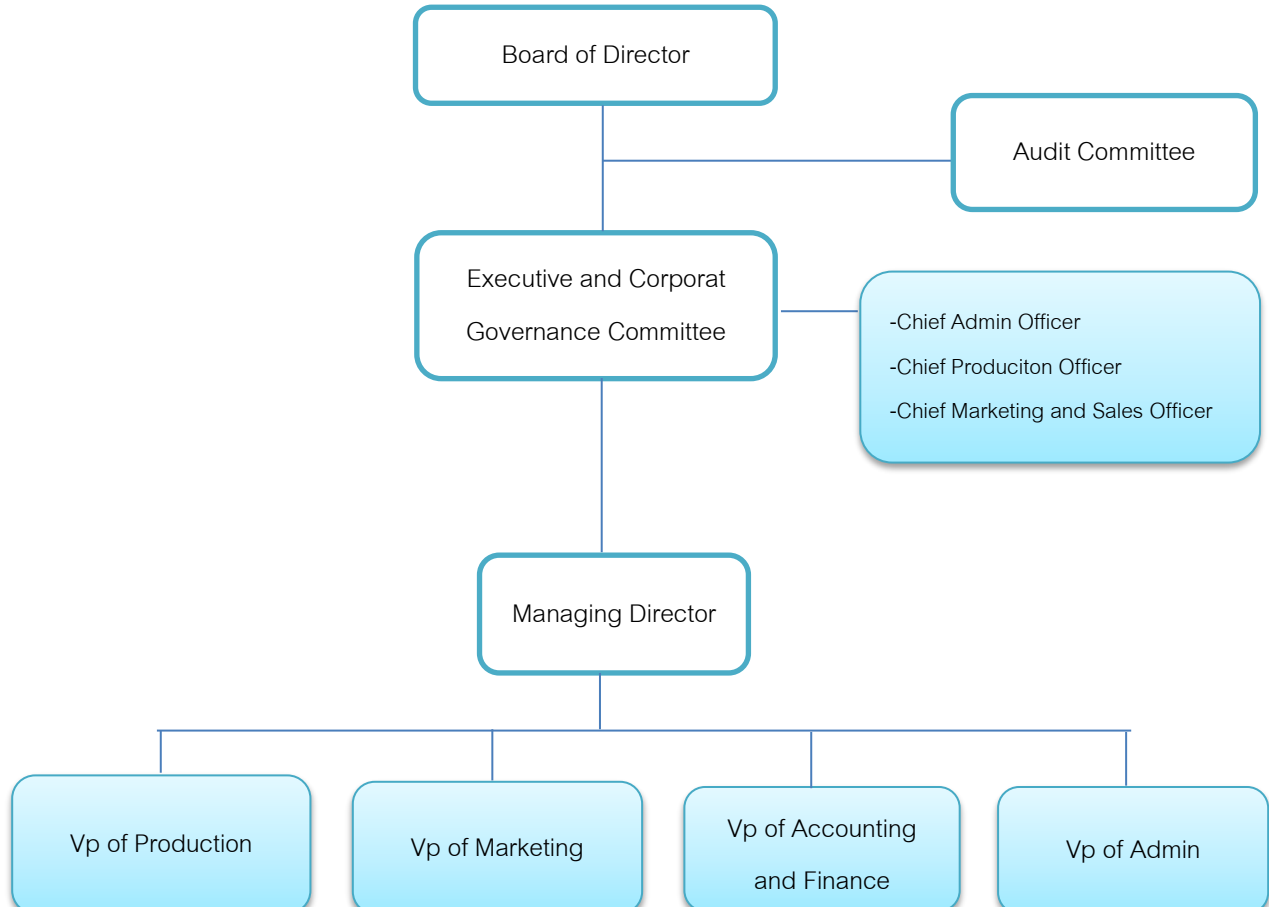 Board of Director
Audit Committee
Executive and Corporat
Governance Committee
-Chief Admin Officer
-Chief Produciton Officer
-Chief Marketing and Sales Officer
Managing Director
Vp of Production
Vp of Marketing
Vp of Accounting
and Finance
Vp of Admin